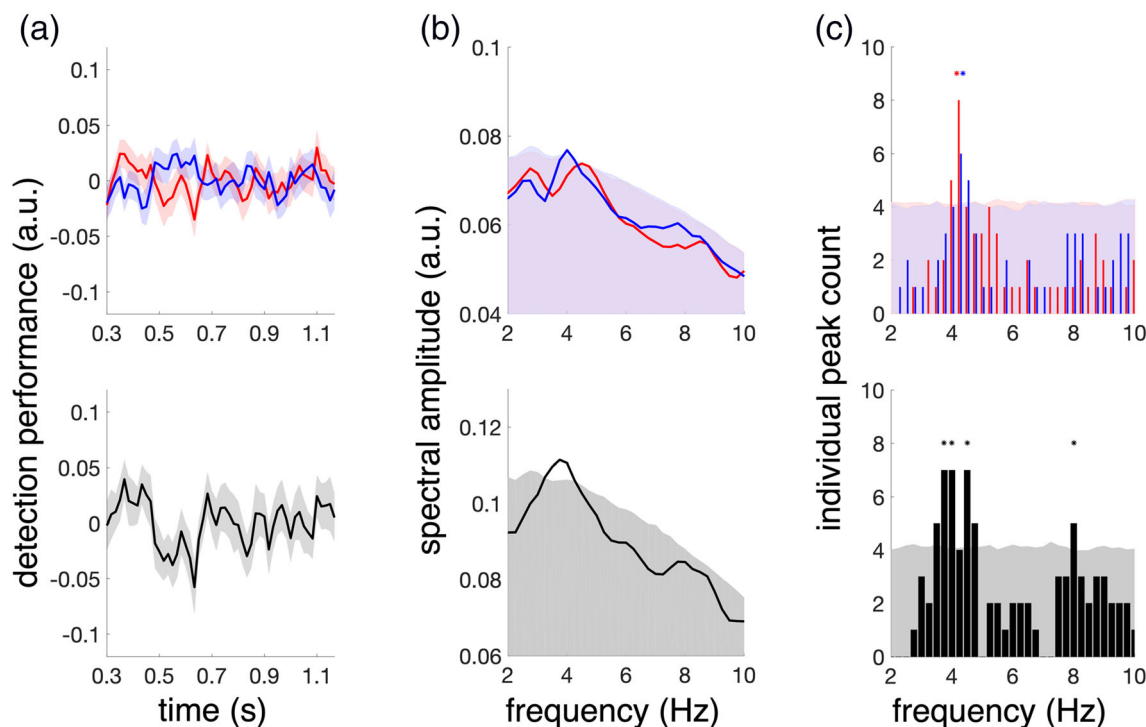 (a)
(b)
(c)
detection performance (a.u.)
0.1
0.05
0
-0.05
-0.1
0.3 0.5 0.7 0.9 1.1
0.1
0.05
0
-0.05
-0.1
0.3 0.5 0.7 0.9 1.1
time (s)
spectral amplitude (a.u.)
0.1
0.08
0.06
0.04
2 4 6 8 10
0.12
0.1
0.08
0.06
2 4 6 8 10
frequency (Hz)
individual peak count
10
8
6
4
2
0
2 4 6 8 10
* *
10
8
6
4
2
0
2 4 6 8 10
* * * *
frequency (Hz)